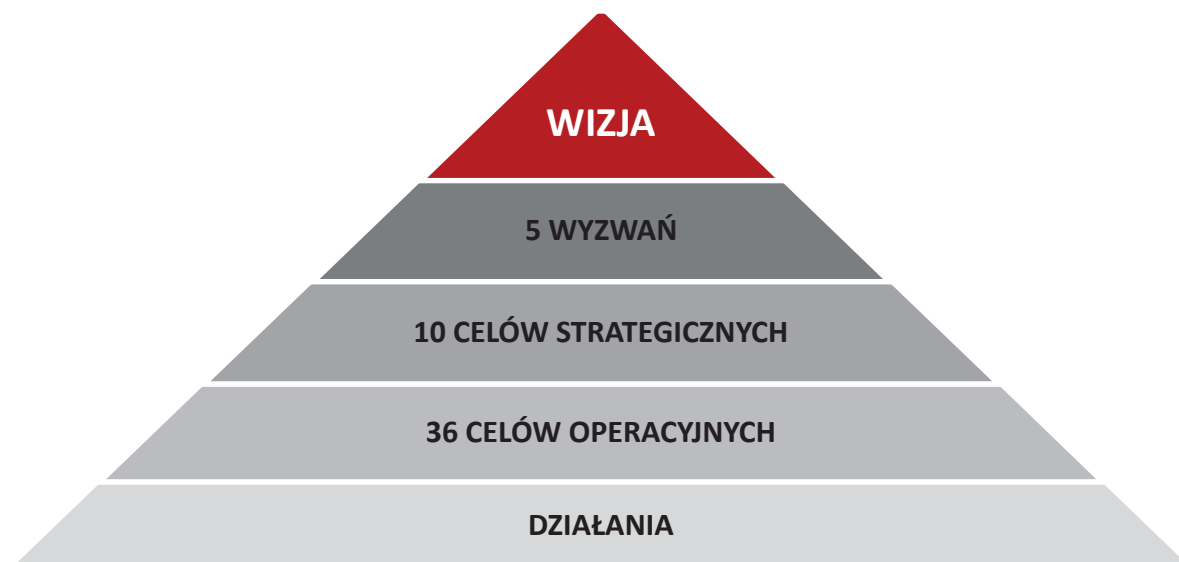 WIZJA
5 WYZWAŃ
10 CELÓW STRATEGICZNYCH
36 CELÓW OPERACYJNYCH
DZIAŁANIA